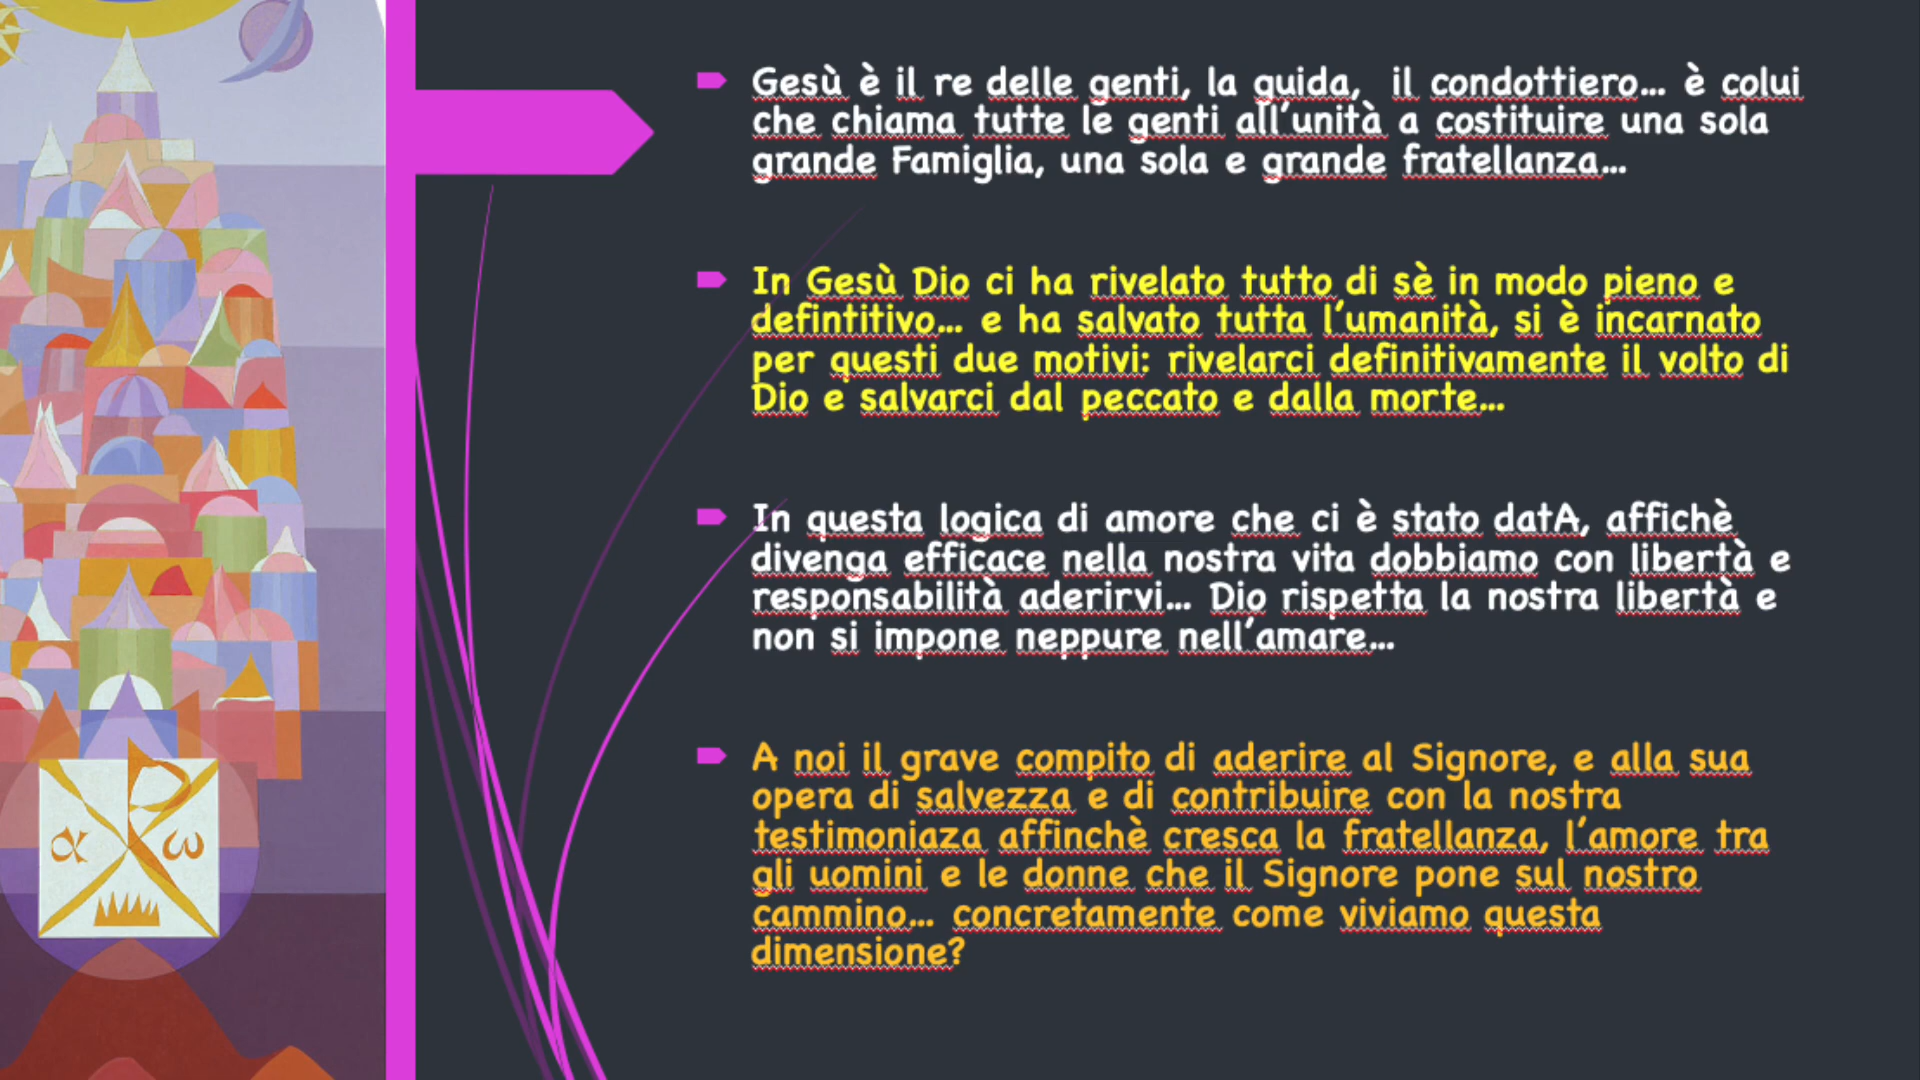 Gesù è il re delle genti, la guida,  il condottiero... è colui
che chiama tutte le genti all'unità a costituire una sola
grande Famiglia, una sola e grande fratellanza...
In Gesù Dio ci ha rivelato tutto di sè in modo pieno e
defintitivo... e ha salvato tutta l'umanità, si è incarnato
per questi due motivi: rivelarci definitivamente il volto di
Dio e salvarci dal peccato e dalla morte...
In questa logica di amore che ci è stato datA, affichè
divenga efficace nella nostra vita dobbiamo con libertà e
responsabilità aderirvi... Dio rispetta la nostra libertà e
non si impone neppure nell'amare...
A noi il grave compito di aderire al Signore, e alla sua
opera di salvezza e di contribuire con la nostra
testimoniaza affinchè cresca la fratellanza, l'amore tra
gli uomini e le donne che il Signore pone sul nostro
cammino... concretamente come viviamo questa
dimensione?
α ω